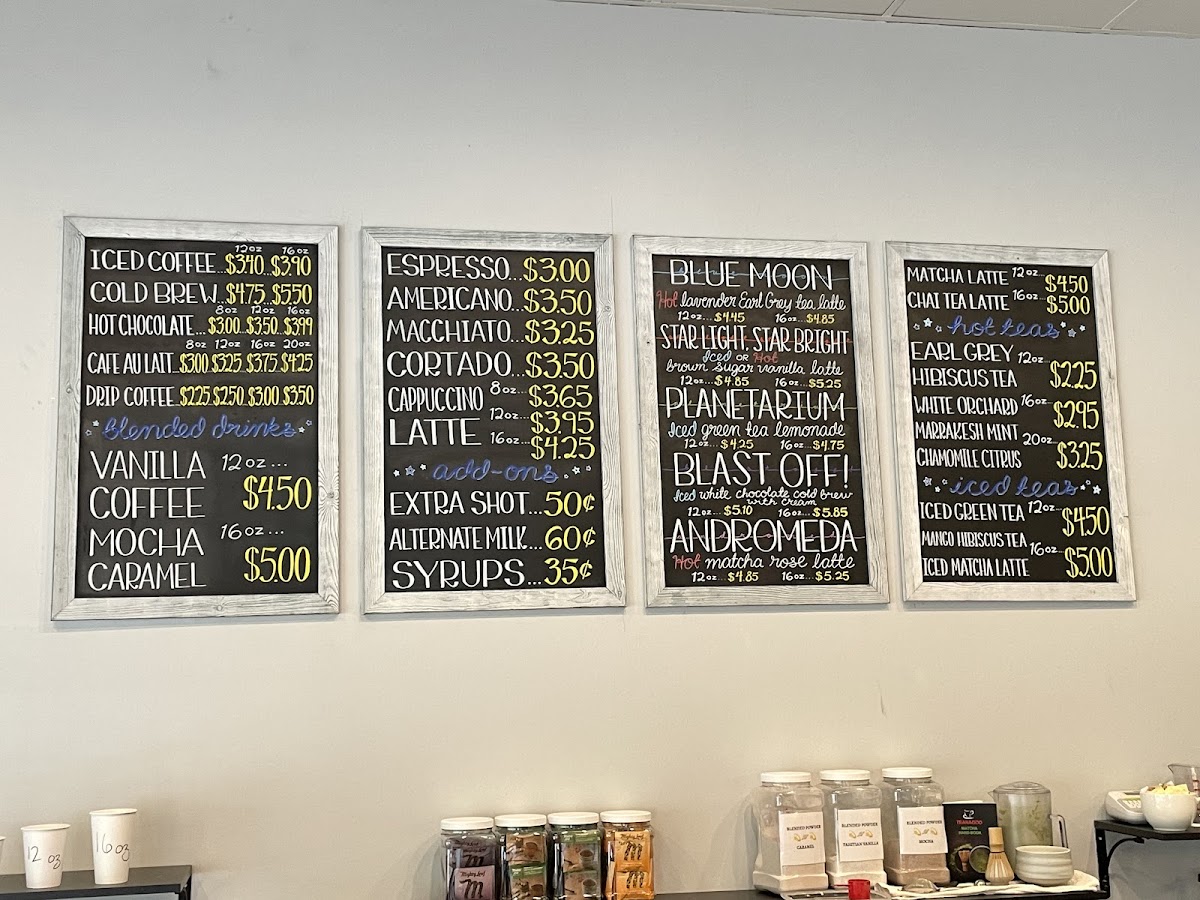 12oz 16oz
ICED COFFEE...$3.40...$3.90
COLD BREW...$4.75...$5.50
8oz 12oz 16oz
HOT CHOCOLATE... $3.00...$3.50...$3.99
8oz 12oz 16oz 20oz
CAFE AU LAIT...$3.00...$3.25...$3.75...$4.25
DRIP COFFEE...$2.25...$2.50...$3.00...$3.50
blended drinks
VANILLA 12oz...
COFFEE $4.50
MOCHA 16oz...
CARAMEL $5.00
ESPRESSO...$3.00
AMERICANO...$3.50
MACCHIATO...$3.25
CORTADO...$3.50
CAPPUCCINO 8oz...$3.65
12oz...$3.95
LATTE 16oz...$4.25
add-ons
EXTRA SHOT...50¢
ALTERNATE MILK...60¢
SYRUPS...35¢
BLUE MOON
Hot lavender Earl Grey tea latte
12oz...$4.45 16oz...$4.85
STAR LIGHT, STAR BRIGHT
Iced OR Hot
brown sugar vanilla latte
12oz...$4.85 16oz...$5.25
PLANETARIUM
Iced green tea lemonade
12oz...$4.25 16oz...$4.75
BLAST OFF!
Iced white chocolate cold brew
with cream
12oz...$5.10 16oz...$5.85
ANDROMEDA
Hot matcha rose latte
12oz...$4.85 16oz...$5.25
MATCHA LATTE 12oz...$4.50
CHAI TEA LATTE 16oz...$5.00
hot teas
EARL GREY 12oz...
HIBISCUS TEA $2.25
WHITE ORCHARD 16oz...$2.95
MARRAKESH MINT 20oz...
CHAMOMILE CITRUS $3.25
iced teas
ICED GREEN TEA 12oz...$4.50
MANGO HIBISCUS TEA 16oz...
ICED MATCHA LATTE $5.00
12oz
16oz
Mighty Leaf
BLENDED POWDER
CARAMEL
BLENDED POWDER
TAHITIAN VANILLA
BLENDED POWDER
MOCHA
MATCHA